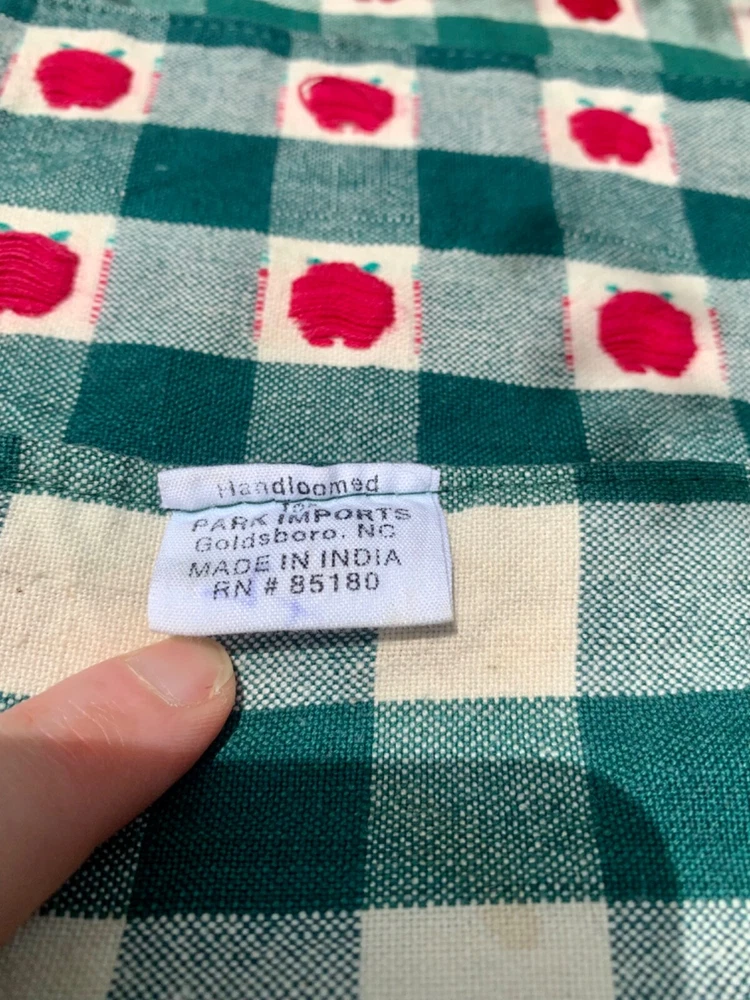 Handloomed
for
PARK IMPORTS
Goldsboro. NC
MADE IN INDIA
RN # 85180